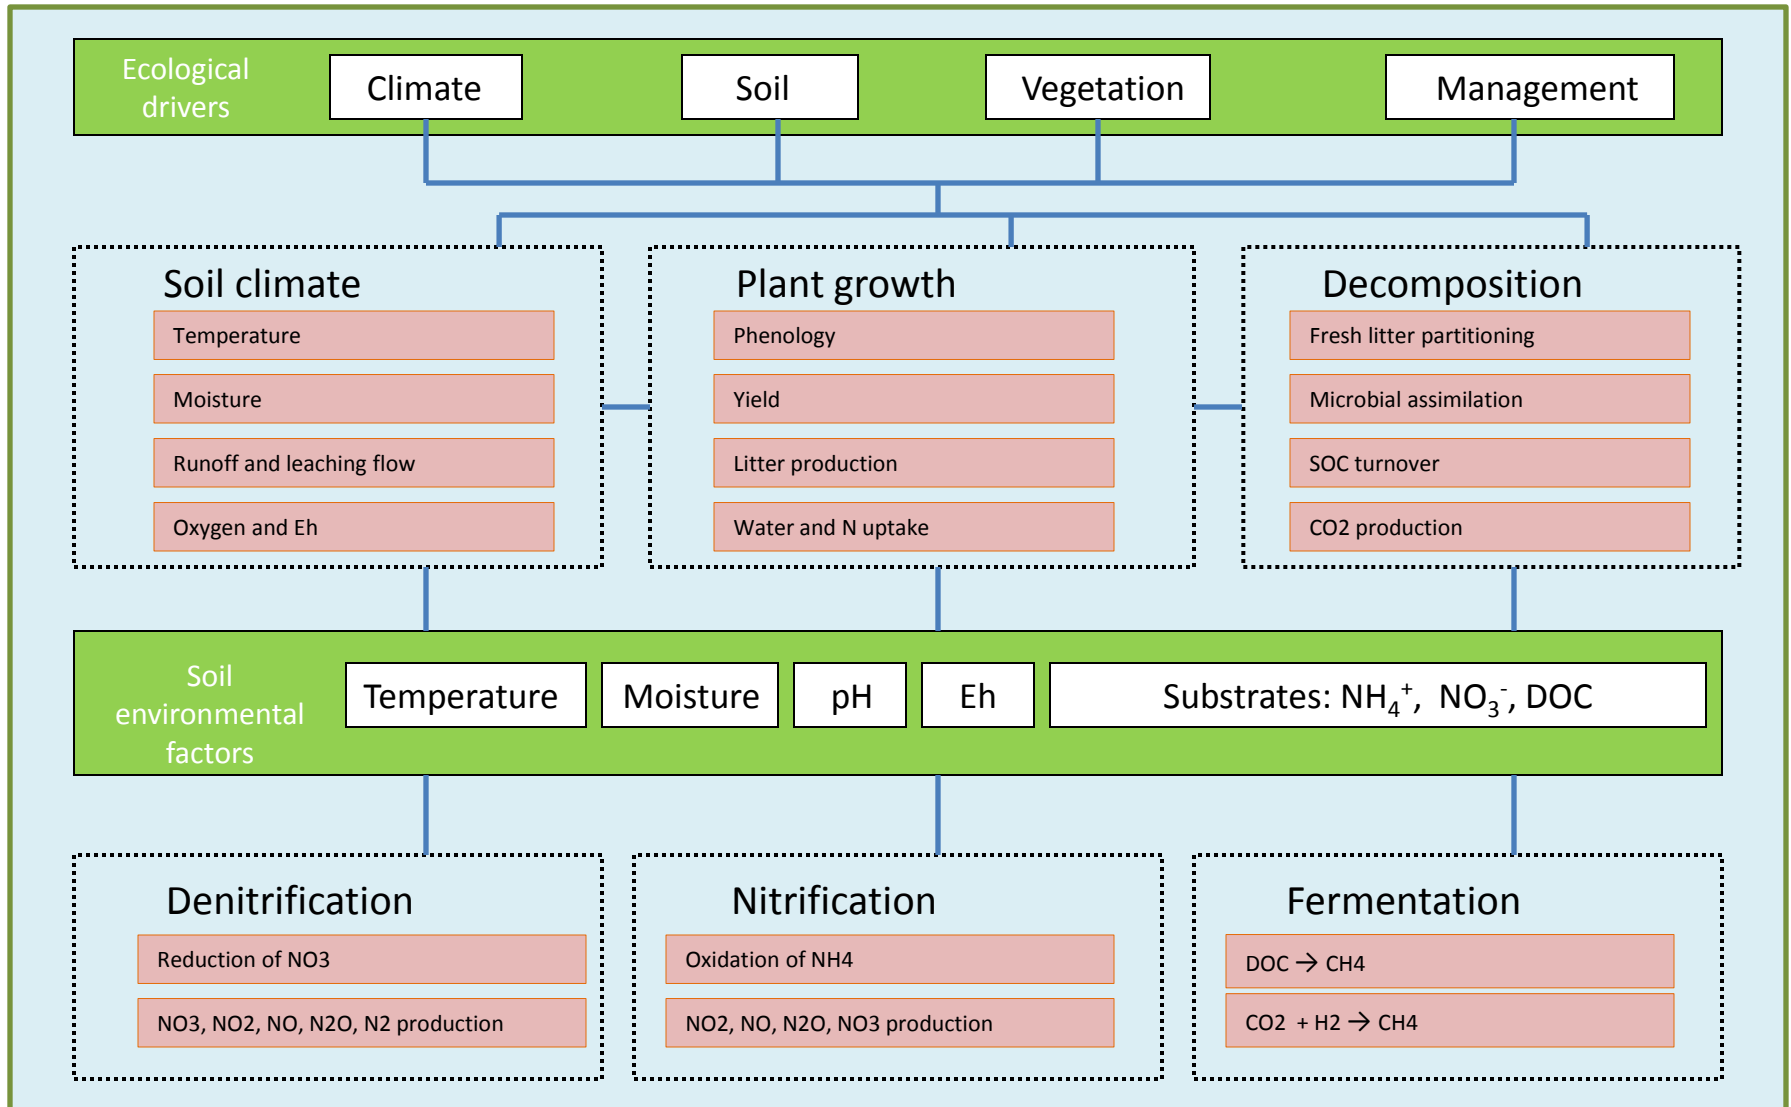 Ecological
drivers
Climate
Soil
Vegetation
Management
Soil climate
Temperature
Moisture
Runoff and leaching flow
Oxygen and Eh
Plant growth
Phenology
Yield
Litter production
Water and N uptake
Decomposition
Fresh litter partitioning
Microbial assimilation
SOC turnover
CO2 production
Soil
environmental
factors
Temperature
Moisture
pH
Eh
Substrates: NH₄⁺, NO₃⁻, DOC
Denitrification
Reduction of NO3
NO3, NO2, NO, N2O, N2 production
Nitrification
Oxidation of NH4
NO2, NO, N2O, NO3 production
Fermentation
DOC → CH4
CO2 + H2 → CH4